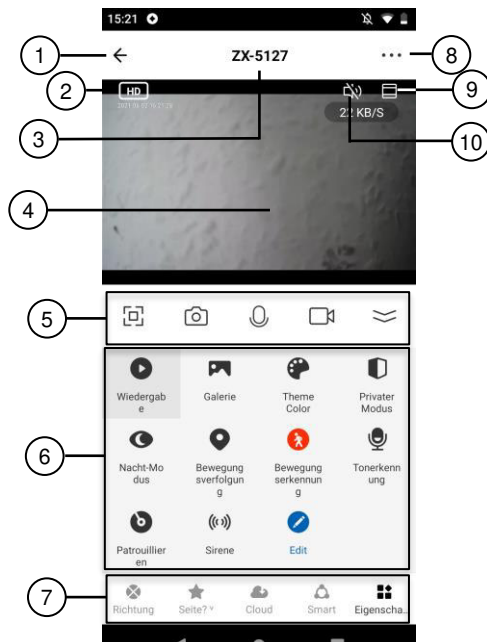 15:21
1
ZX-5127
8
2
HD
9
22 KB/S
3
10
4
5
Wiedergab
e
Galerie
Theme
Color
Privater
Modus
6
Nacht-Mo
dus
Bewegung
sverfolgun
g
Bewegung
serkennun
g
Tonerkenn
ung
Patrouillier
en
Sirene
Edit
7
Richtung
Seite? ˅
Cloud
Smart
Eigenscha..